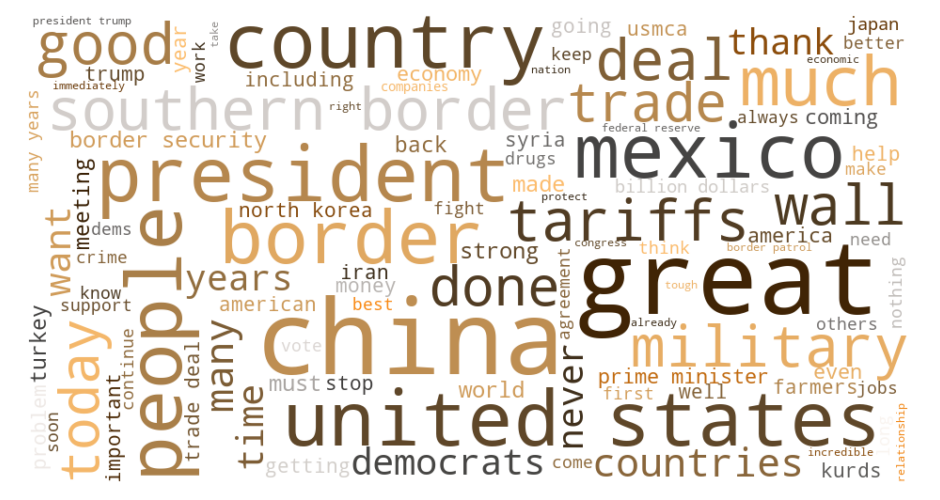 president trump
good
country
going
usmca
thank
japan
better
year
work
take
keep
nation
deal
economic
much
trump
immediately
including
economy
companies
southern border
right
trade
always
coming
many years
border security
back
syria
drugs
federal reserve
mexico
help
make
meeting
president
made
billion dollars
protect
wall
want
dems
north korea
fight
tariffs
america
need
crime
people
border
strong
congress
think
border patrol
know
support
years
iran
money
done
agreement
great
tough
nothing
american
best
turkey
today
important
continue
trade deal
many
china
vote
already
others
military
problem
soon
time
must
stop
world
never
prime minister
first
well
even
farmers
jobs
united states
long
relationship
getting
democrats
come
countries
incredible
kurds